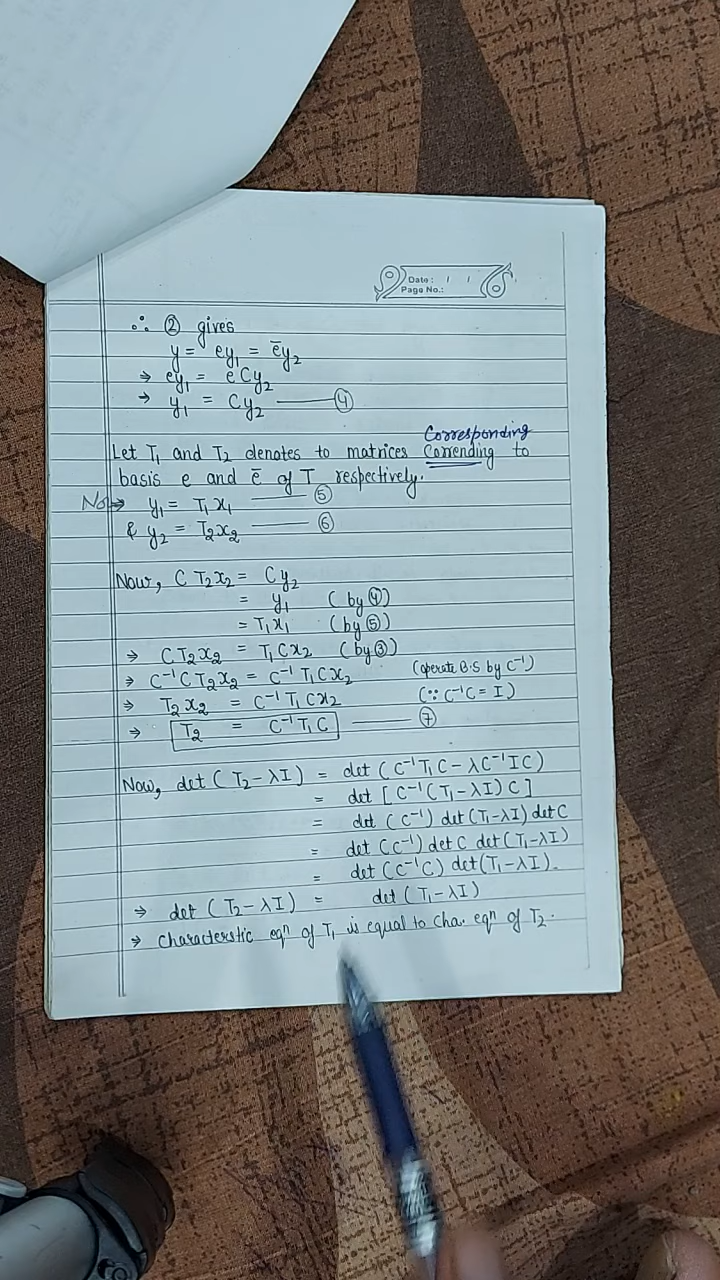 Date: / /
Page No.:
∴ ② gives
y = ey₁ = ēy₂
⇒ ey₁ = eCy₂
⇒ y₁ = Cy₂ —— ④
Corresponding
Let T₁ and T₂ denotes to matrices Corrending to
basis e and ē of T respectively.
y₁ = T₁x₁ —— ⑤
& y₂ = T₂x₂ —— ⑥
Now, CT₂x₂ = Cy₂
= y₁ (by ④)
= T₁x₁ (by ⑤)
⇒ CT₂x₂ = T₁Cx₂ (by ③)
⇒ C⁻¹CT₂x₂ = C⁻¹T₁Cx₂ (operate B.S by C⁻¹)
⇒ T₂x₂ = C⁻¹T₁Cx₂ (∵ C⁻¹C = I)
⇒ T₂ = C⁻¹T₁C —— ⑦
Now, det (T₂-λI) = det (C⁻¹T₁C - λC⁻¹IC)
= det [C⁻¹(T₁-λI)C]
= det (C⁻¹) det(T₁-λI) det C
= det (C⁻¹) det C det(T₁-λI)
= det (C⁻¹C) det(T₁-λI).
⇒ det (T₂-λI) = det (T₁-λI)
⇒ characterstic eqⁿ of T₁ is equal to cha. eqⁿ of T₂.